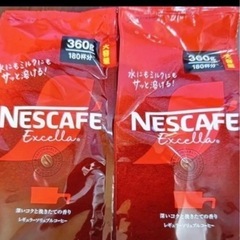 360g
180杯分
大容量
水にもミルクにも
サッと溶ける!
NESCAFE
Excella®
深いコクと挽きたての香り
レギュラーソリュブルコーヒー
360g
180杯分
大容量
水にもミルクにも
サッと溶ける!
NESCAFE
Excella®
深いコクと挽きたての香り
レギュラーソリュブルコーヒー